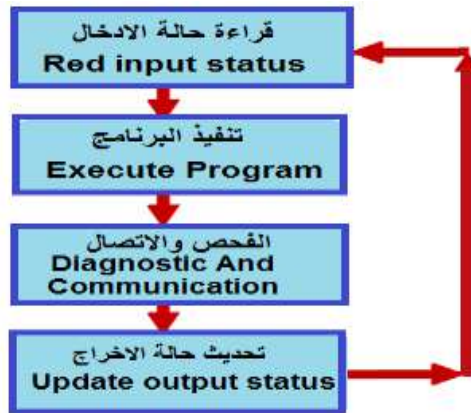 قراءة حالة الادخال
Red input status
تنفيذ البرنامج
Execute Program
الفحص والاتصال
Diagnostic And
Communication
تحديث حالة الاخراج
Update output status